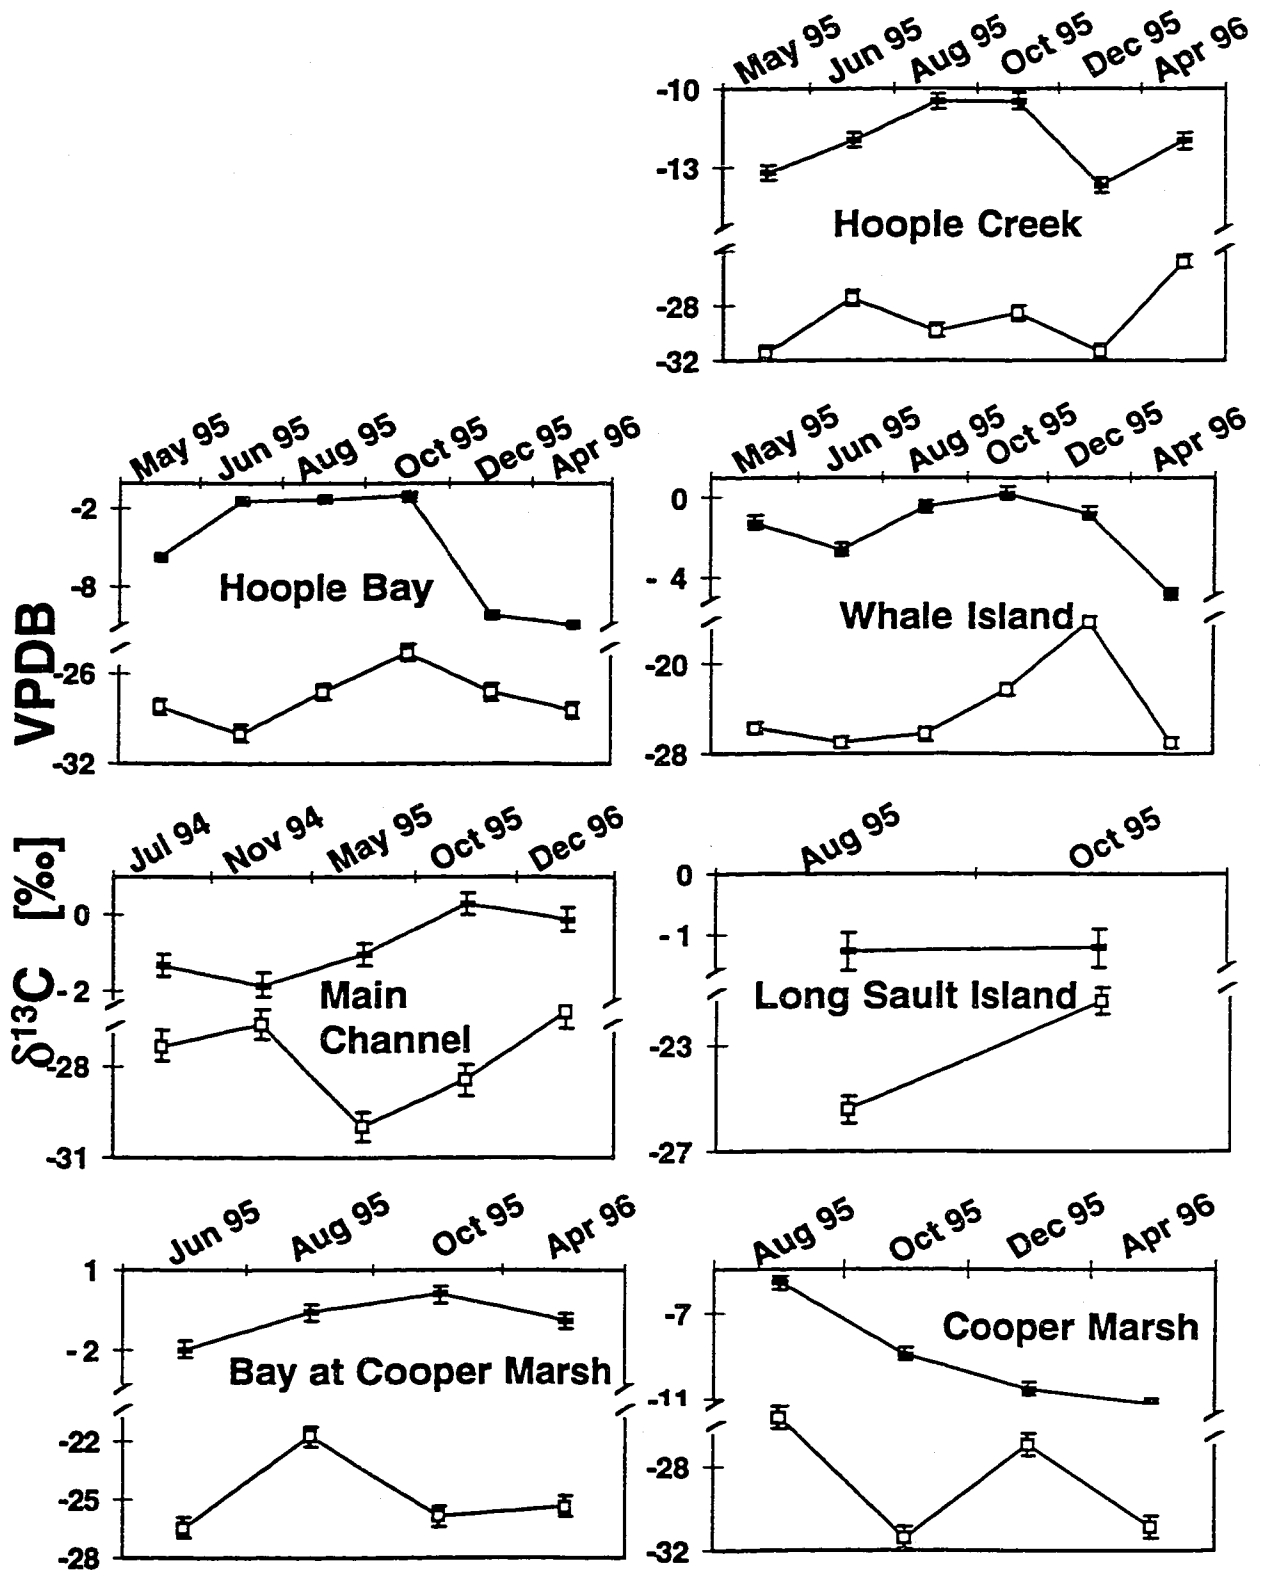 May 95 Jun 95 Aug 95 Oct 95 Dec 95 Apr 96
-10
-13
Hoople Creek
-28
-32
May 95 Jun 95 Aug 95 Oct 95 Dec 95 Apr 96
-2
-8
Hoople Bay
-26
-32
May 95 Jun 95 Aug 95 Oct 95 Dec 95 Apr 96
0
- 4
Whale Island
-20
-28
δ¹³C [‰] VPDB
Jul 94 Nov 94 May 95 Oct 95 Dec 96
0
- 2
Main
Channel
-28
-31
Aug 95 Oct 95
0
- 1
Long Sault Island
-23
-27
Jun 95 Aug 95 Oct 95 Apr 96
1
- 2
Bay at Cooper Marsh
-22
-25
-28
Aug 95 Oct 95 Dec 95 Apr 96
-7
Cooper Marsh
-11
-28
-32